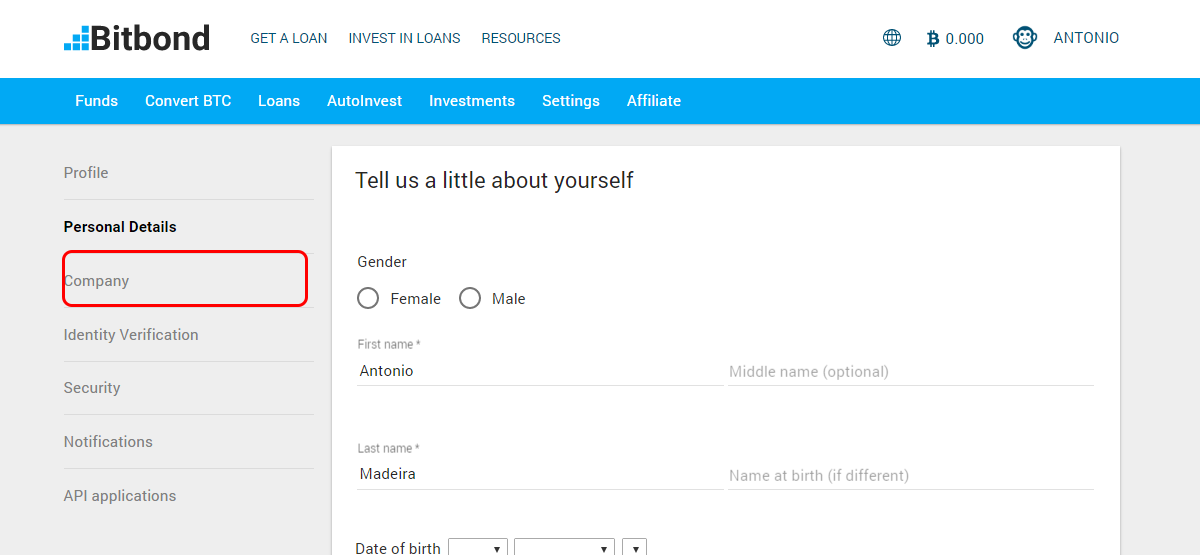 Bitbond GET A LOAN INVEST IN LOANS RESOURCES 0.000 ANTONIO
Funds Convert BTC Loans AutoInvest Investments Settings Affiliate
Profile
Personal Details
Company
Identity Verification
Security
Notifications
API applications
Tell us a little about yourself
Gender
Female Male
First name *
Antonio Middle name (optional)
Last name *
Madeira Name at birth (if different)
Date of birth